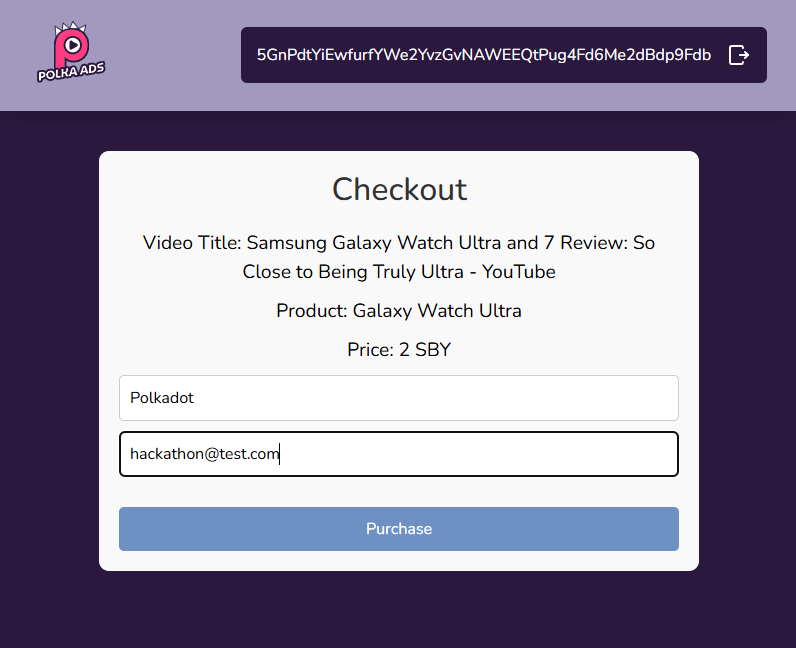 POLKA ADS
5GnPdtYiEwfurfYWe2YvzGvNAWEEQtPug4Fd6Me2dBdp9Fdb
Checkout
Video Title: Samsung Galaxy Watch Ultra and 7 Review: So
Close to Being Truly Ultra - YouTube
Product: Galaxy Watch Ultra
Price: 2 SBY
Polkadot
hackathon@test.com
Purchase